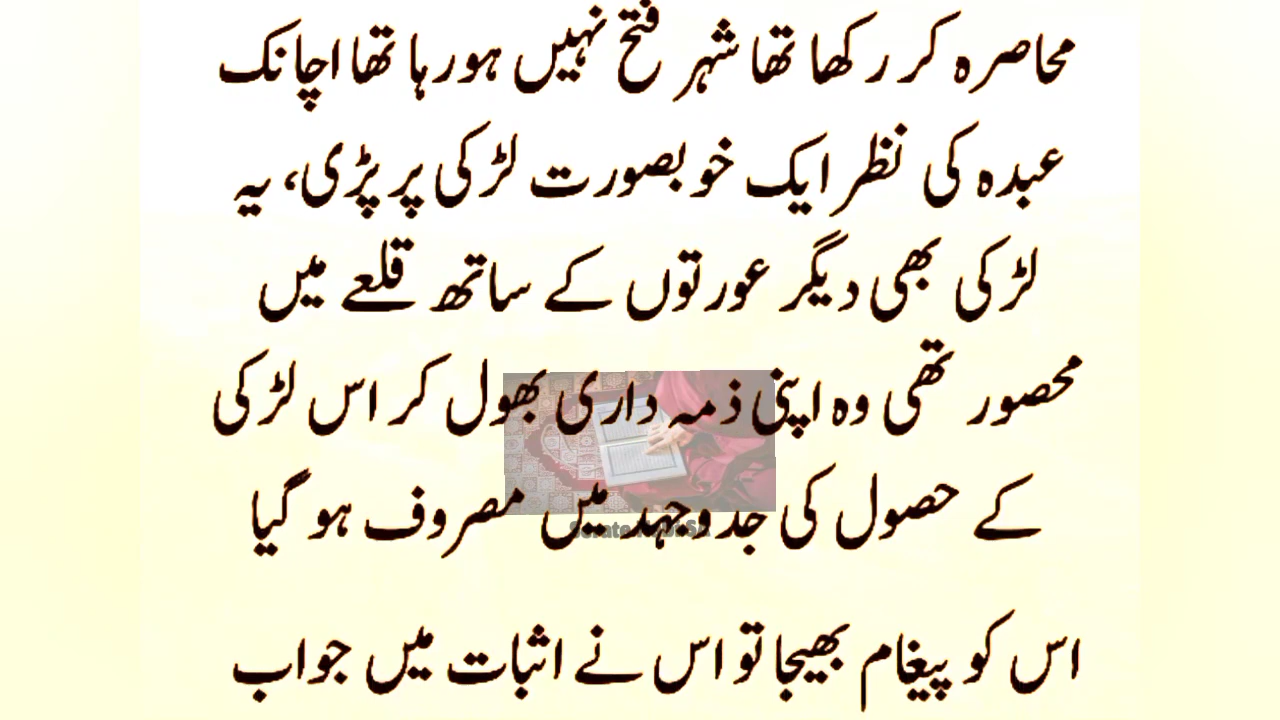 محاصرہ کر رکھا تھا شہر فتح نہیں ہورہا تھا اچانک
عبدہ کی نظر ایک خوبصورت لڑکی پر پڑی، یہ
لڑکی بھی دیگر عورتوں کے ساتھ قلعے میں
محصور تھی وہ اپنی ذمہ داری بھول کر اس لڑکی
کے حصول کی جدوجہد میں مصروف ہو گیا
اس کو پیغام بھیجا تو اس نے اثبات میں جواب